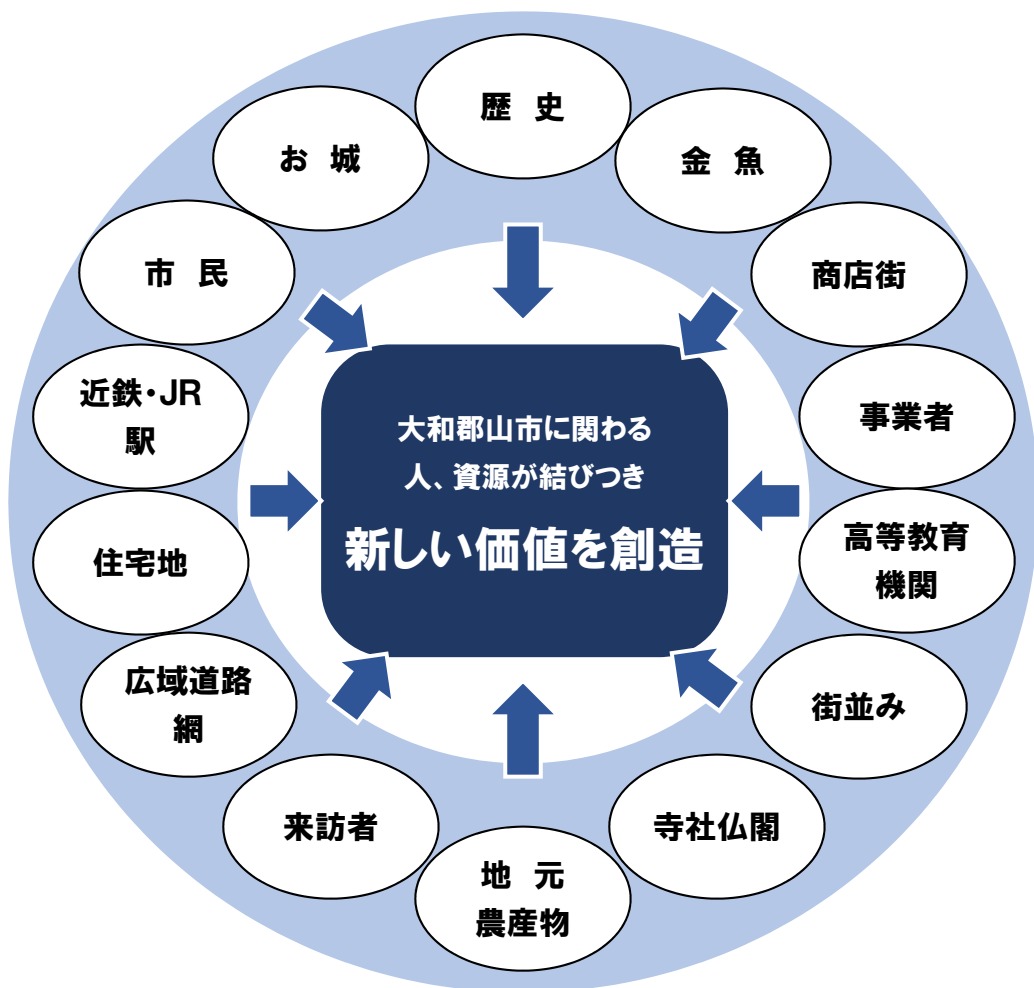 歴 史
金 魚
商店街
事業者
高等教育
機関
街並み
寺社仏閣
地 元
農産物
来訪者
広域道路
網
住宅地
近鉄・JR
駅
市 民
お 城
大和郡山市に関わる
人、資源が結びつき
新しい価値を創造